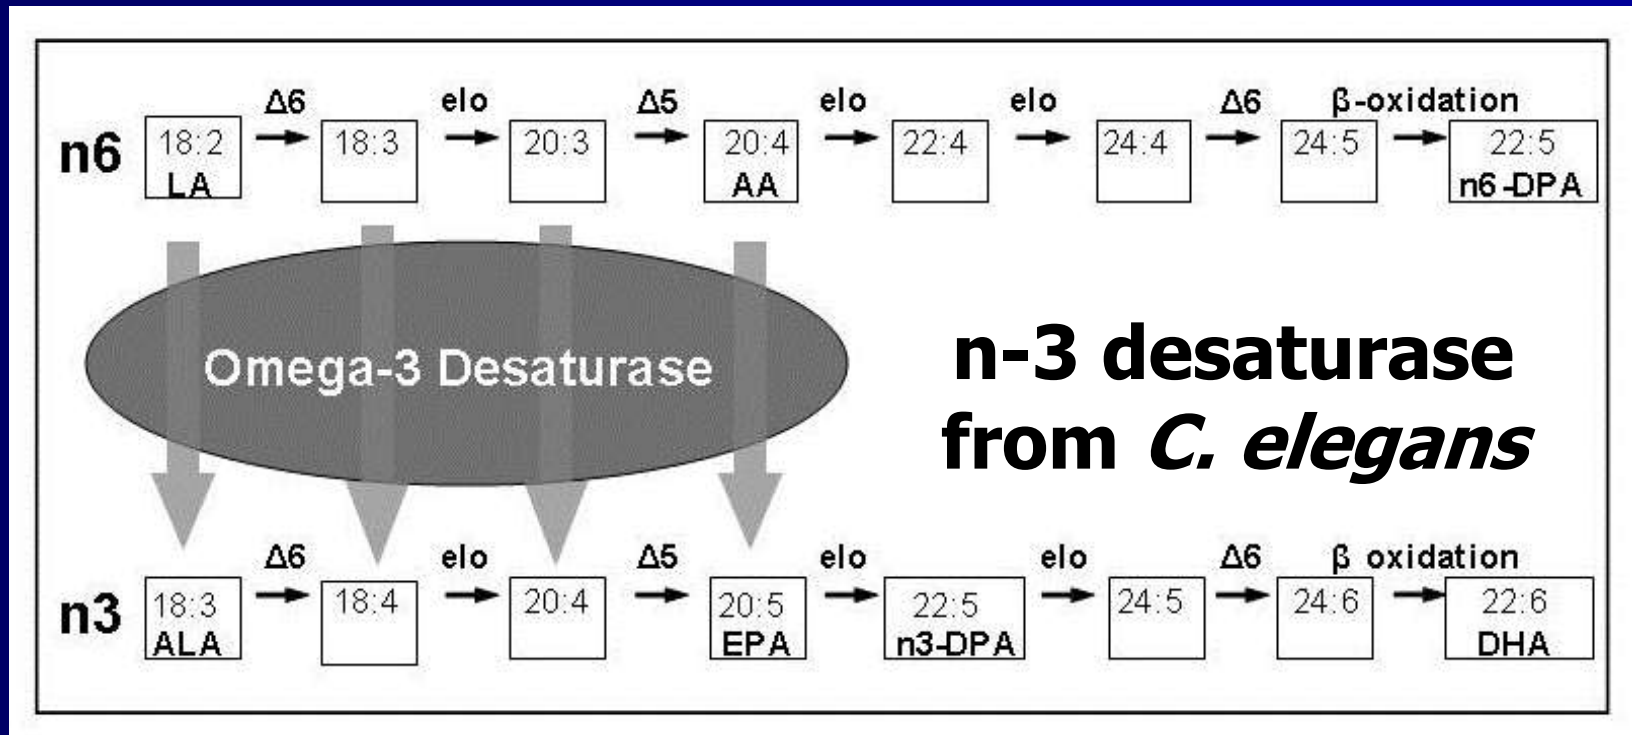 Δ6 elo Δ5 elo elo Δ6 β-oxidation
n6 18:2 18:3 20:3 20:4 22:4 24:4 24:5 22:5
LA AA n6-DPA
Omega-3 Desaturase
n-3 desaturase
from C. elegans
Δ6 elo Δ5 elo elo Δ6 β oxidation
n3 18:3 18:4 20:4 20:5 22:5 24:5 24:6 22:6
ALA EPA n3-DPA DHA